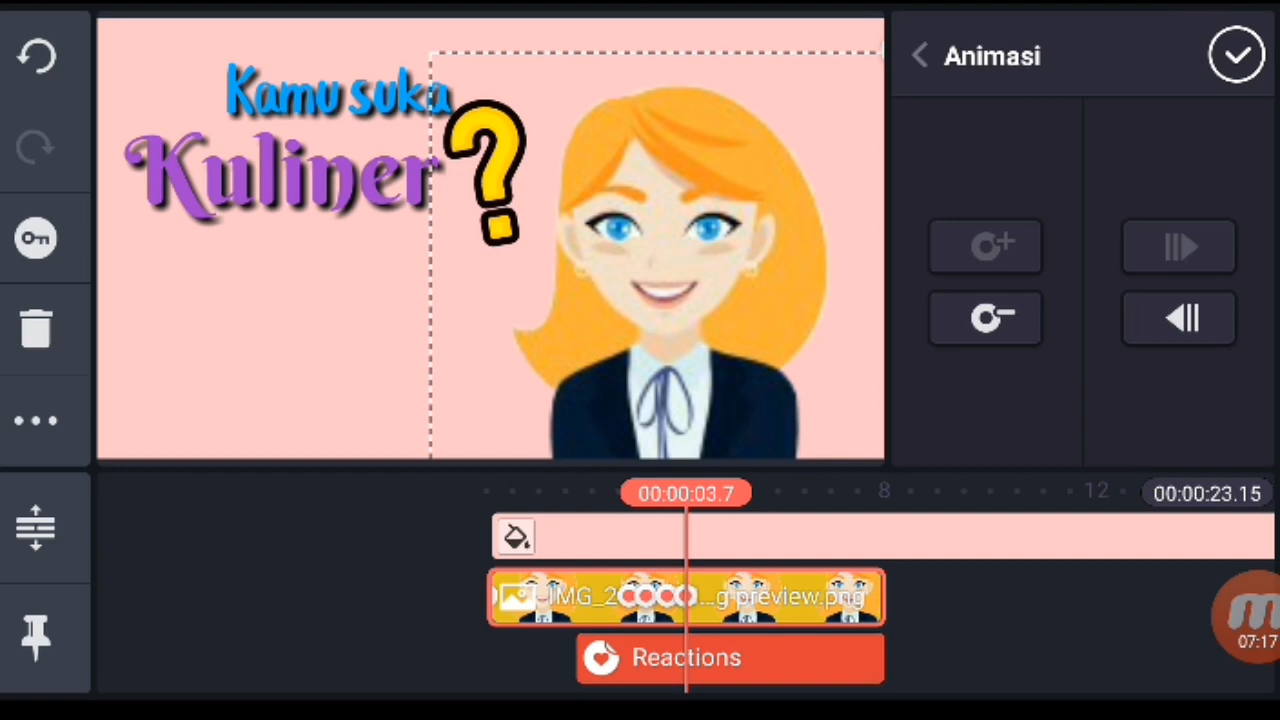 Animasi
Kamu suka
Kuliner?
00:00:03.7
8
12
00:00:23.15
IMG_2
...g preview.png
Reactions
07:17